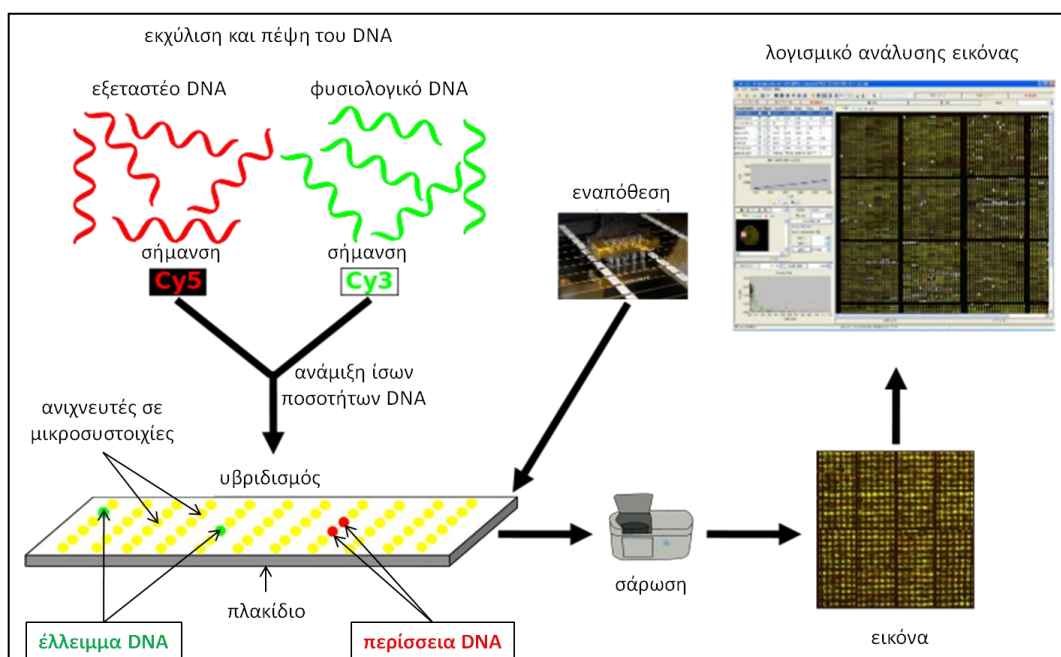 εκχύλιση και πέψη του DNA
εξεταστέο DNA
φυσιολογικό DNA
σήμανση
Cy5
σήμανση
Cy3
ανάμιξη ίσων
ποσοτήτων DNA
εναπόθεση
λογισμικό ανάλυσης εικόνας
ανιχνευτές σε
μικροσυστοιχίες
υβριδισμός
πλακίδιο
έλλειμμα DNA
περίσσεια DNA
σάρωση
εικόνα